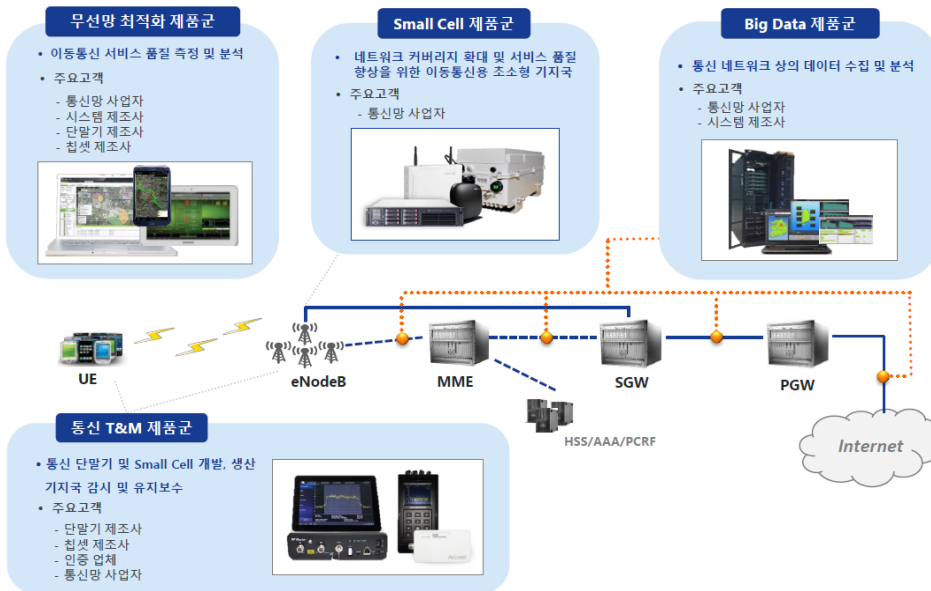 무선망 최적화 제품군
• 이동통신 서비스 품질 측정 및 분석
• 주요고객
- 통신망 사업자
- 시스템 제조사
- 단말기 제조사
- 칩셋 제조사
Small Cell 제품군
• 네트워크 커버리지 확대 및 서비스 품질
향상을 위한 이동통신용 초소형 기지국
• 주요고객
- 통신망 사업자
Big Data 제품군
• 통신 네트워크 상의 데이터 수집 및 분석
• 주요고객
- 통신망 사업자
- 시스템 제조사
UE
eNodeB
MME
SGW
PGW
HSS/AAA/PCRF
Internet
통신 T&M 제품군
• 통신 단말기 및 Small Cell 개발, 생산
기지국 감시 및 유지보수
• 주요고객
- 단말기 제조사
- 칩셋 제조사
- 인증 업체
- 통신망 사업자